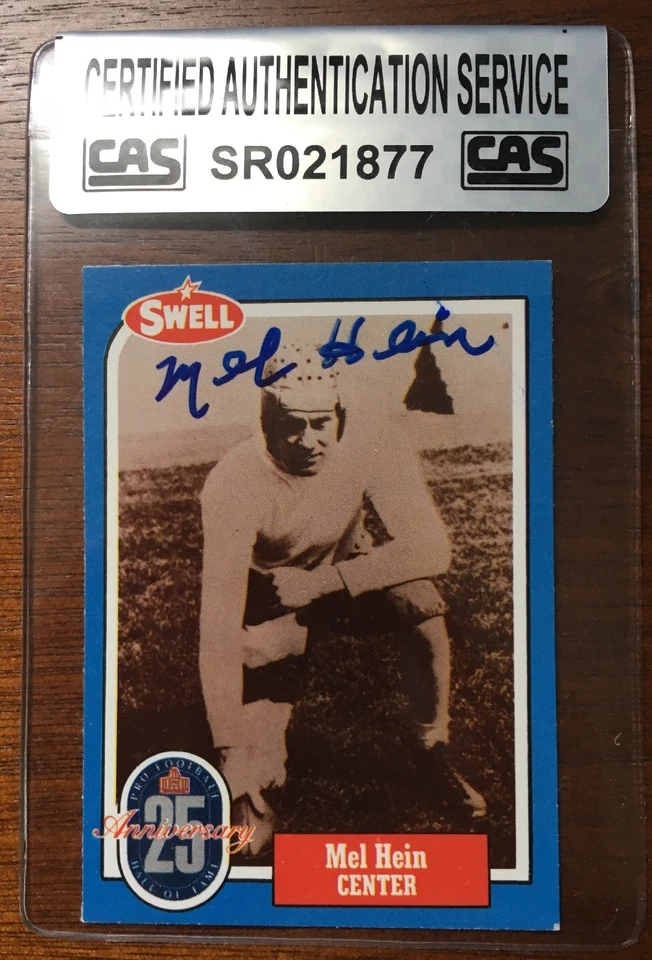 CERTIFIED AUTHENTICATION SERVICE
CAS SR021877 CAS
SWELL
Mel Hein
PRO FOOTBALL
25
Anniversary
HALL OF FAME
Mel Hein
CENTER